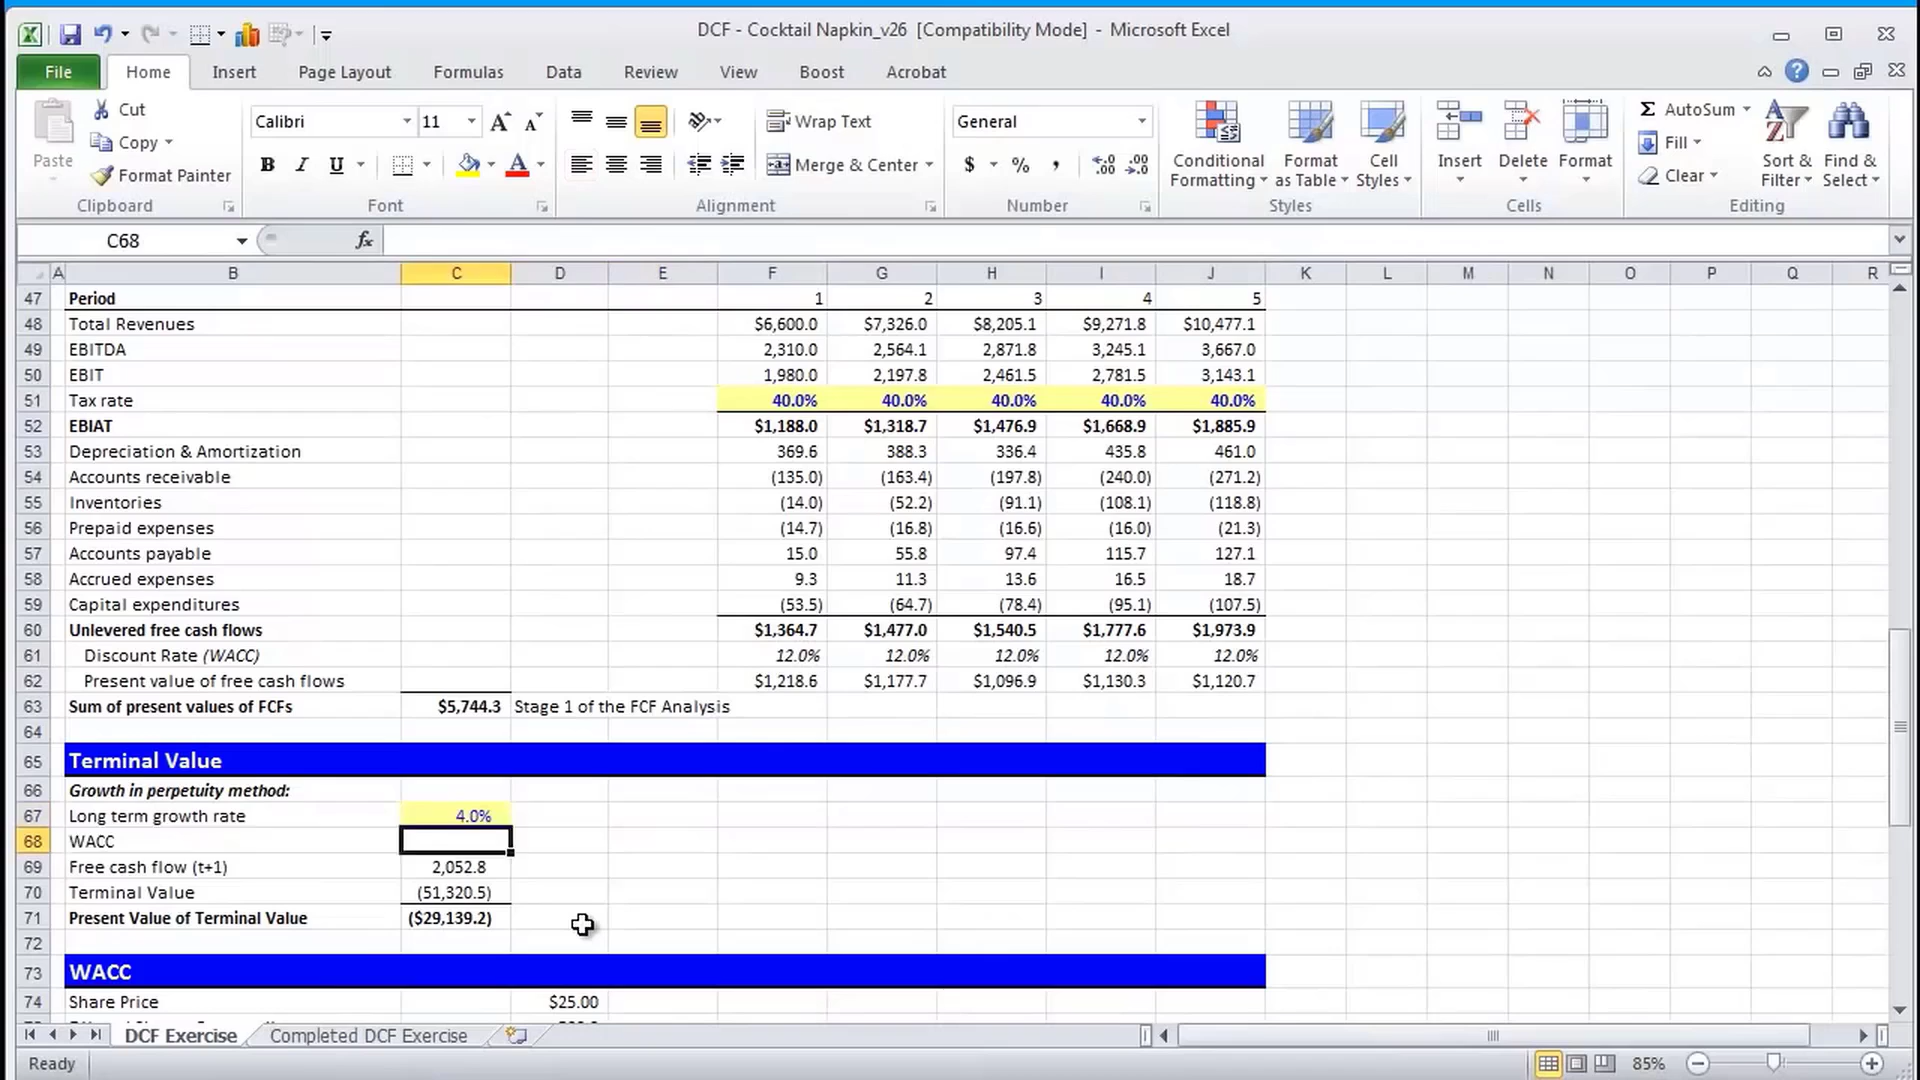 DCF - Cocktail Napkin_v26 [Compatibility Mode] - Microsoft Excel
File Home Insert Page Layout Formulas Data Review View Boost Acrobat
Paste Cut Copy Format Painter Clipboard
Calibri 11 B I U A Font
Wrap Text Merge & Center Alignment
General $ % , Number
Conditional Formatting Format as Table Cell Styles Styles
Insert Delete Format Cells
AutoSum Fill Clear Sort & Filter Find & Select Editing
C68 fx
A B C D E F G H I J K L M N O P Q R
47 Period 1 2 3 4 5
48 Total Revenues $6,600.0 $7,326.0 $8,205.1 $9,271.8 $10,477.1
49 EBITDA 2,310.0 2,564.1 2,871.8 3,245.1 3,667.0
50 EBIT 1,980.0 2,197.8 2,461.5 2,781.5 3,143.1
51 Tax rate 40.0% 40.0% 40.0% 40.0% 40.0%
52 EBIAT $1,188.0 $1,318.7 $1,476.9 $1,668.9 $1,885.9
53 Depreciation & Amortization 369.6 388.3 336.4 435.8 461.0
54 Accounts receivable (135.0) (163.4) (197.8) (240.0) (271.2)
55 Inventories (14.0) (52.2) (91.1) (108.1) (118.8)
56 Prepaid expenses (14.7) (16.8) (16.6) (16.0) (21.3)
57 Accounts payable 15.0 55.8 97.4 115.7 127.1
58 Accrued expenses 9.3 11.3 13.6 16.5 18.7
59 Capital expenditures (53.5) (64.7) (78.4) (95.1) (107.5)
60 Unlevered free cash flows $1,364.7 $1,477.0 $1,540.5 $1,777.6 $1,973.9
61 Discount Rate (WACC) 12.0% 12.0% 12.0% 12.0% 12.0%
62 Present value of free cash flows $1,218.6 $1,177.7 $1,096.9 $1,130.3 $1,120.7
63 Sum of present values of FCFs $5,744.3 Stage 1 of the FCF Analysis
64
65 Terminal Value
66 Growth in perpetuity method:
67 Long term growth rate 4.0%
68 WACC
69 Free cash flow (t+1) 2,052.8
70 Terminal Value (51,320.5)
71 Present Value of Terminal Value ($29,139.2)
72
73 WACC
74 Share Price $25.00
DCF Exercise Completed DCF Exercise
Ready 85%